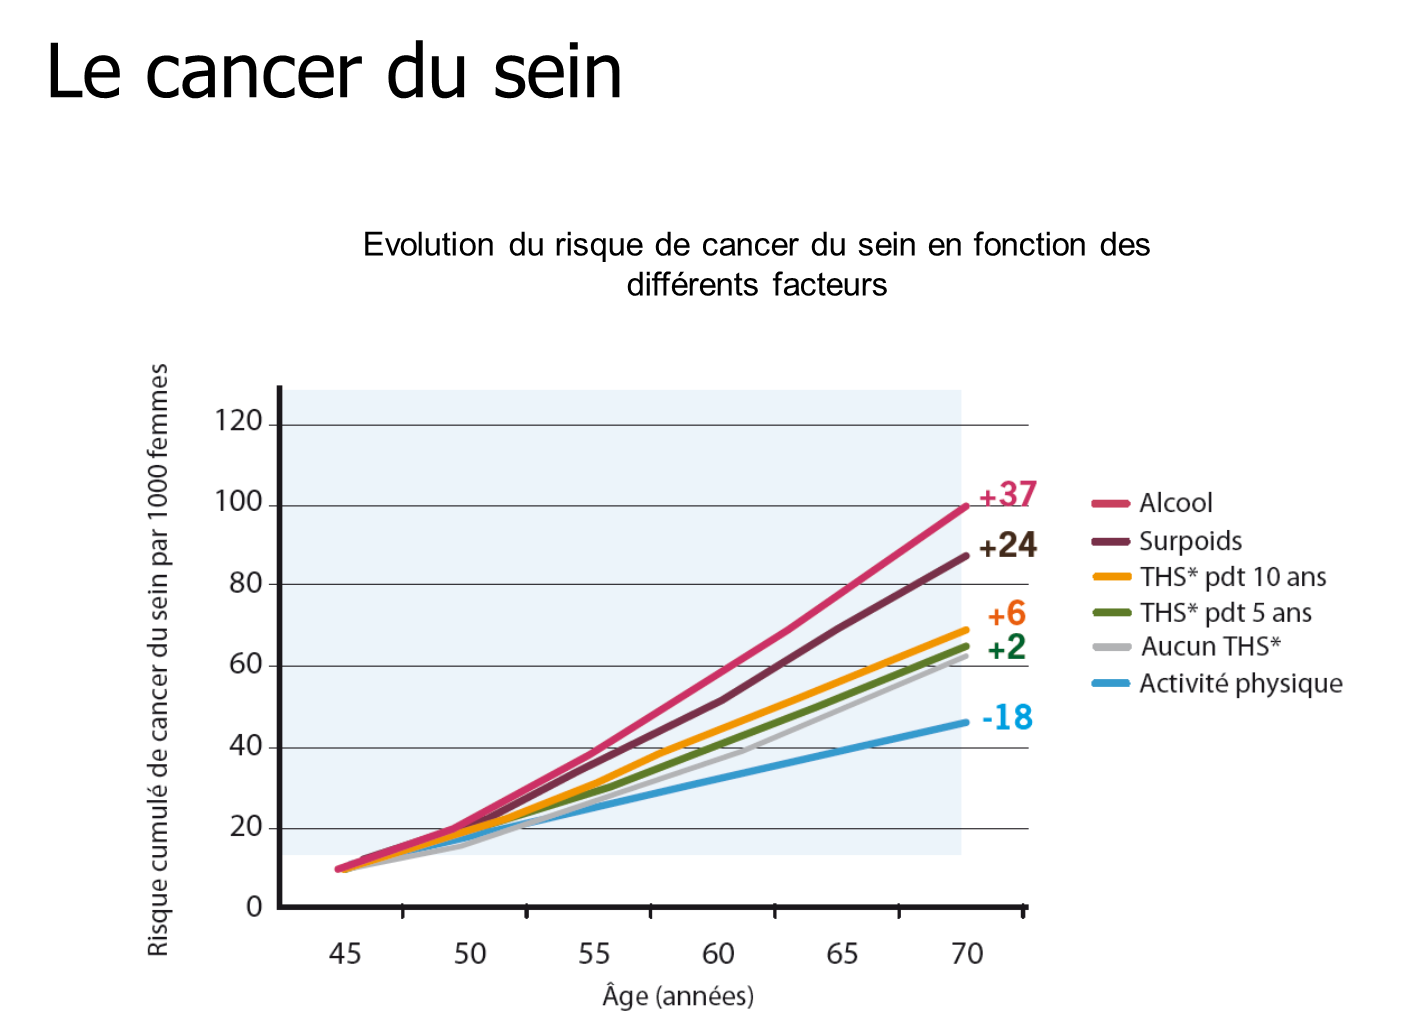 Le cancer du sein
Evolution du risque de cancer du sein en fonction des
différents facteurs
Risque cumulé de cancer du sein par 1000 femmes
120
100
80
60
40
20
0
+37
+24
+6
+2
-18
Alcool
Surpoids
THS* pdt 10 ans
THS* pdt 5 ans
Aucun THS*
Activité physique
45 50 55 60 65 70
Âge (années)